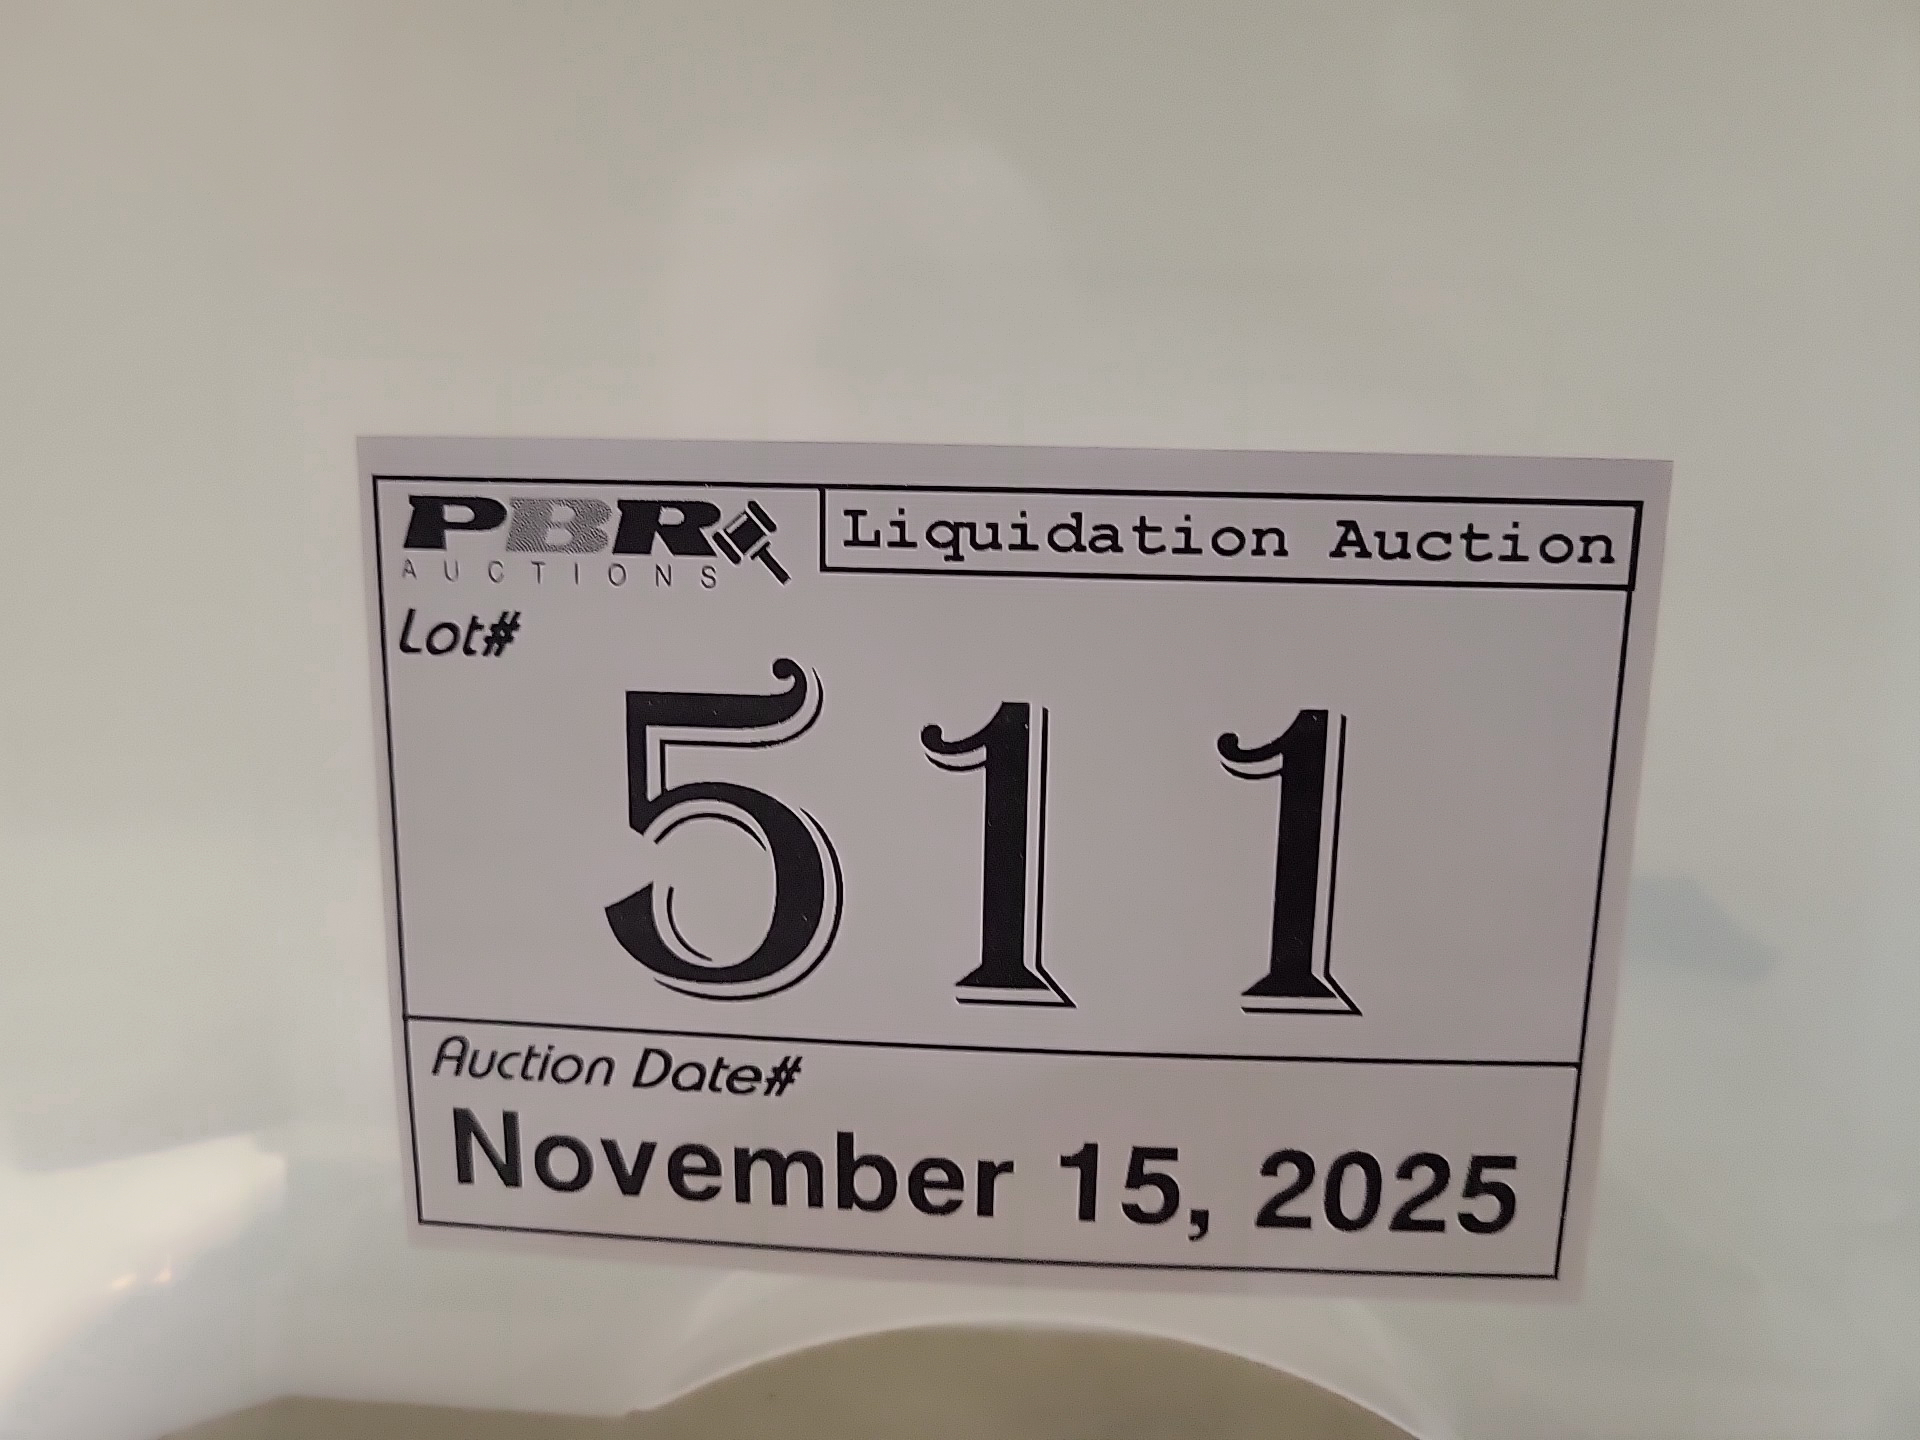 PBR
AUCTIONS
Liquidation Auction
Lot#
511
Auction Date#
November 15, 2025